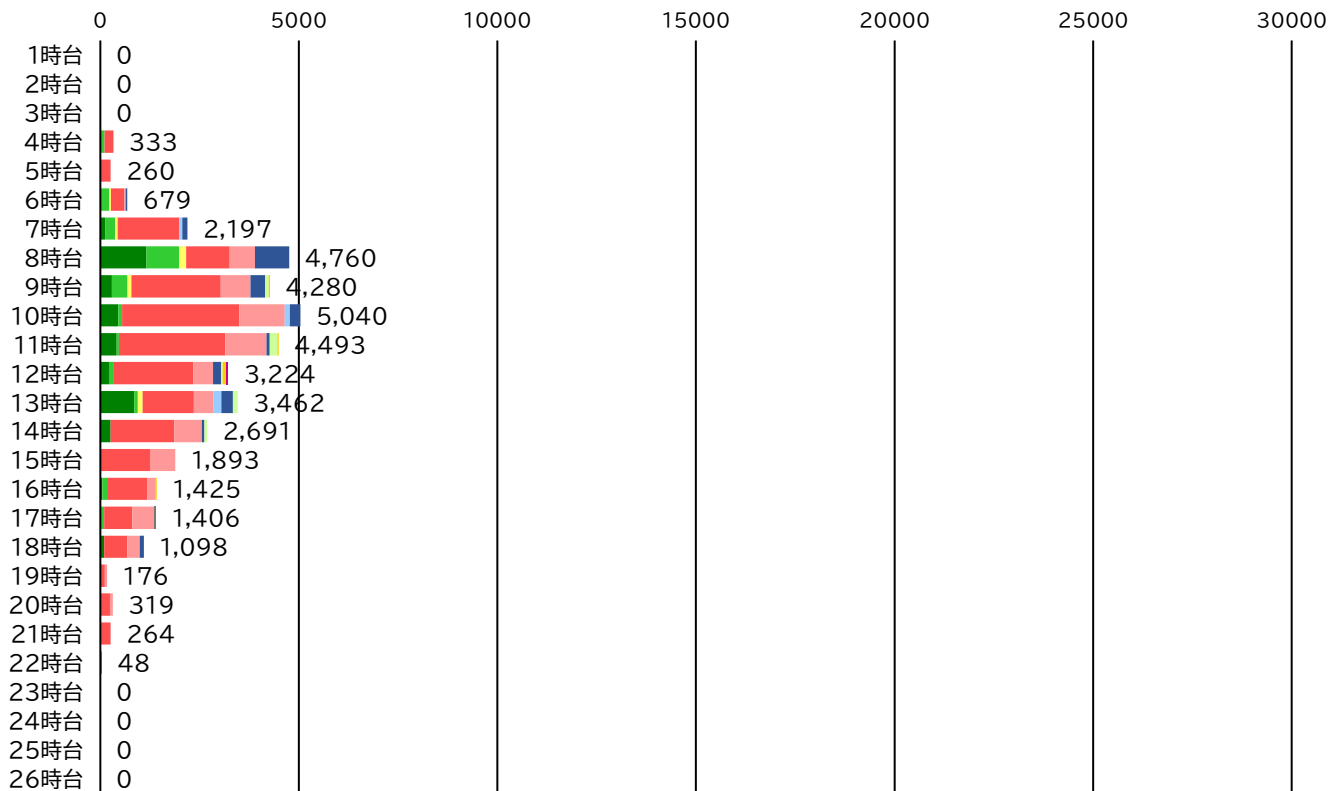 0 5000 10000 15000 20000 25000 30000
1時台 0
2時台 0
3時台 0
4時台 333
5時台 260
6時台 679
7時台 2,197
8時台 4,760
9時台 4,280
10時台 5,040
11時台 4,493
12時台 3,224
13時台 3,462
14時台 2,691
15時台 1,893
16時台 1,425
17時台 1,406
18時台 1,098
19時台 176
20時台 319
21時台 264
22時台 48
23時台 0
24時台 0
25時台 0
26時台 0